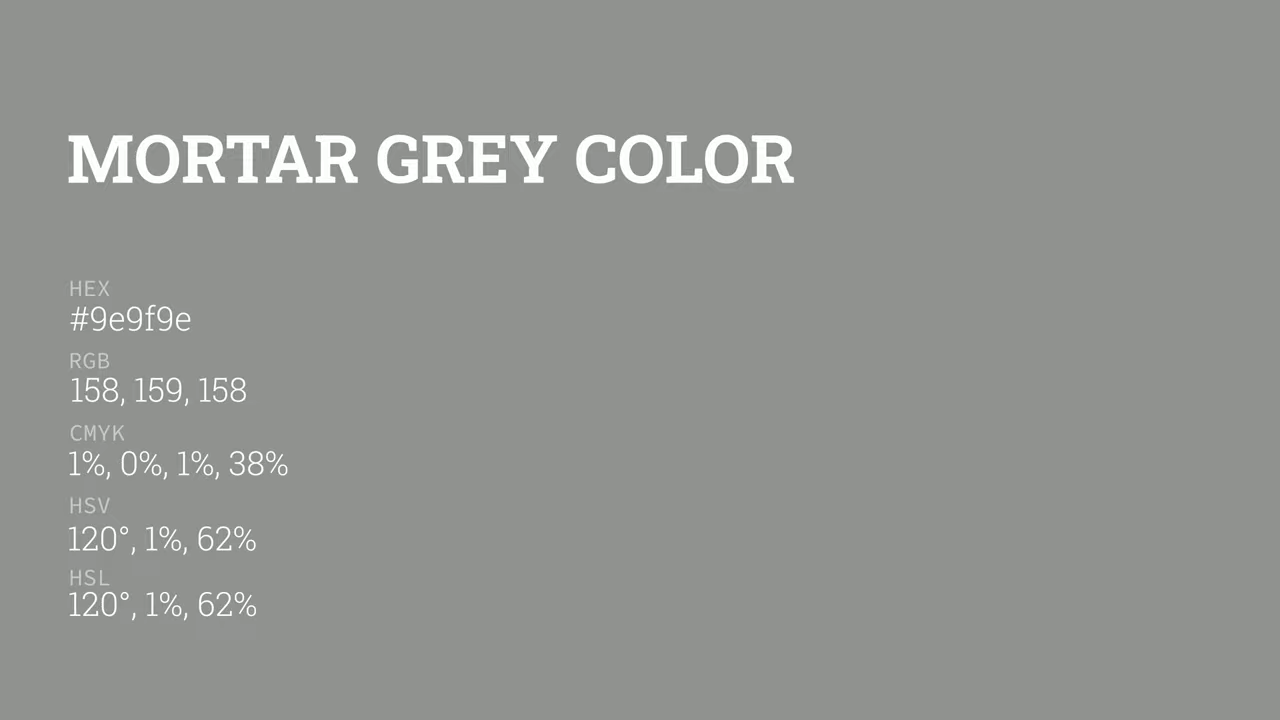 MORTAR GREY COLOR
HEX
#9e9f9e
RGB
158, 159, 158
CMYK
1%, 0%, 1%, 38%
HSV
120°, 1%, 62%
HSL
120°, 1%, 62%